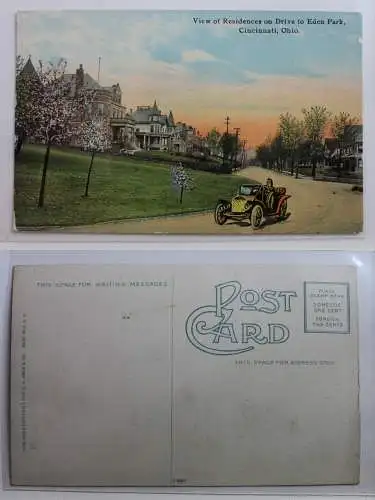 View of Residences on Drive to Eden Park,
Cincinnati, Ohio.
THIS SPACE FOR WRITING MESSAGES
POST
CARD
THIS SPACE FOR ADDRESS ONLY
PLACE
STAMP HERE
DOMESTIC
ONE CENT
FOREIGN
TWO CENTS